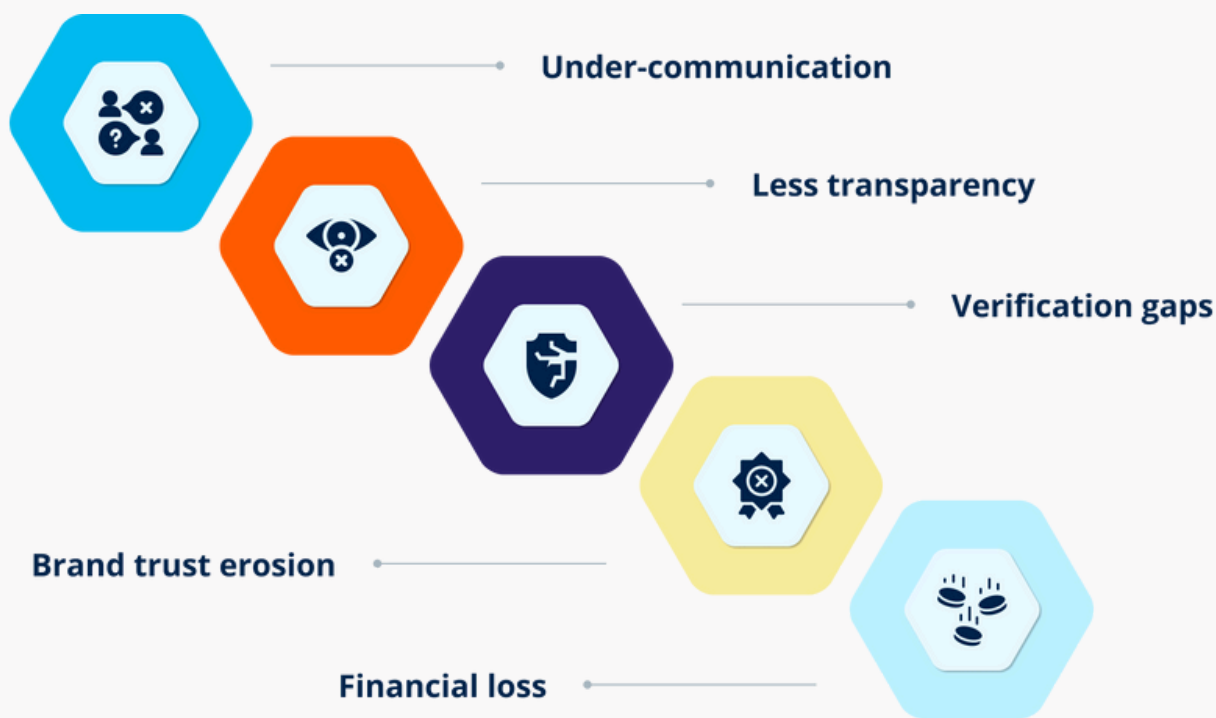 Under-communication
Less transparency
Verification gaps
Brand trust erosion
Financial loss